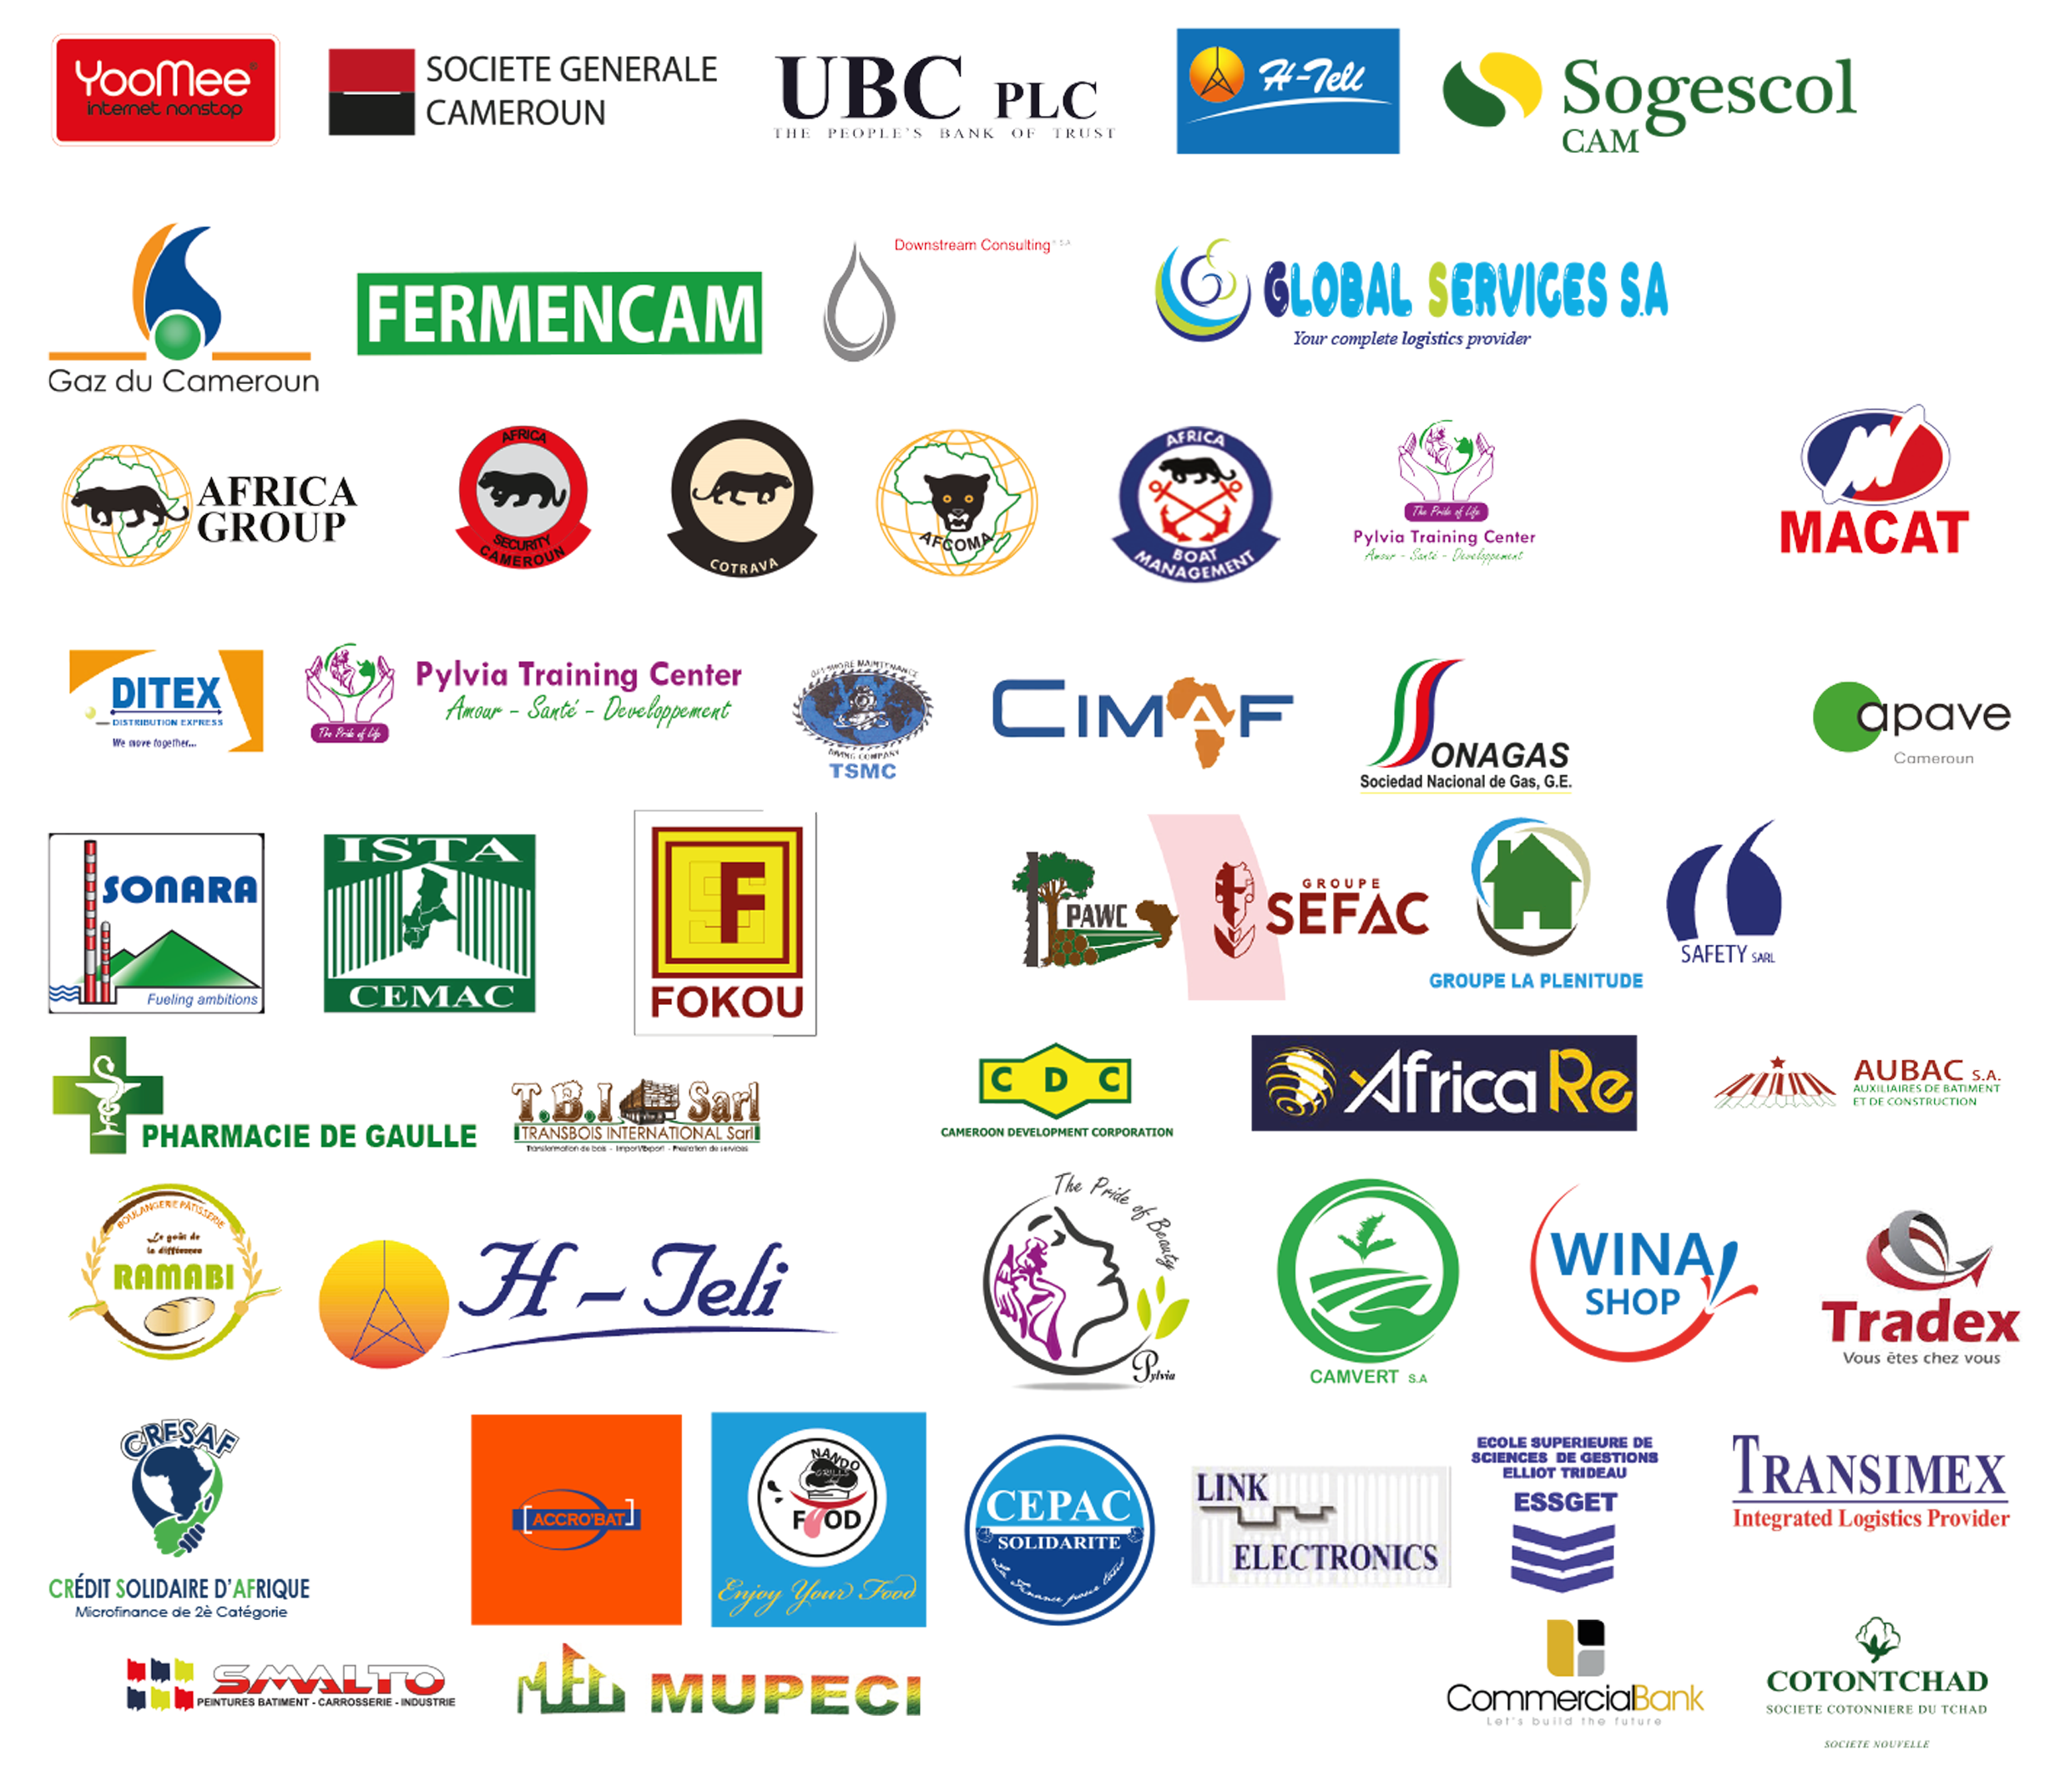 YooMee®
internet nonstop
SOCIETE GENERALE
CAMEROUN
UBC PLC
THE PEOPLE'S BANK OF TRUST
H-Tell
Sogescol
CAM
Gaz du Cameroun
FERMENCAM
Downstream Consulting S.A
GLOBAL SERVICES S.A
Your complete logistics provider
AFRICA
GROUP
AFRICA
SECURITY
CAMEROUN
COTRAVA
AFCOMA
AFRICA
BOAT
MANAGEMENT
The Pride of Life
Pylvia Training Center
Amour - Santé - Developpement
MACAT
DITEX
DISTRIBUTION EXPRESS
We move together...
The Pride of Life
Pylvia Training Center
Amour - Santé - Developpement
OFFSHORE MAINTENANCE
DIVING COMPANY
TSMC
CIMAF
SONAGAS
Sociedad Nacional de Gas, G.E.
apave
Cameroun
SONARA
Fueling ambitions
ISTA
CEMAC
F
FOKOU
PAWC
GROUPE
SEFAC
GROUPE LA PLENITUDE
SAFETY SARL
PHARMACIE DE GAULLE
T.B.I Sarl
TRANSBOIS INTERNATIONAL Sarl
Transformation de bois - Import/Export - Prestation de services
C D C
CAMEROON DEVELOPMENT CORPORATION
Africa Re
AUBAC S.A.
AUXILIAIRES DE BATIMENT
ET DE CONSTRUCTION
BOULANGERIE PATISSERIE
Le goût de
la différence
RAMABI
H - Teli
The Pride of Beauty
Pylvia
CAMVERT S.A
WINA
SHOP
Tradex
Vous êtes chez vous
CRESAF
CRÉDIT SOLIDAIRE D'AFRIQUE
Microfinance de 2è Catégorie
[ACCRO'BAT]
NANDO
GRILLS
FOOD
Enjoy Your Food
CEPAC
SOLIDARITE
La Finance pour tous
LINK
ELECTRONICS
ECOLE SUPERIEURE DE
SCIENCES DE GESTIONS
ELLIOT TRIDEAU
ESSGET
TRANSIMEX
Integrated Logistics Provider
SMALTO
PEINTURES BATIMENT - CARROSSERIE - INDUSTRIE
MUPECI
CommercialBank
Let's build the future
COTONTCHAD
SOCIETE COTONNIERE DU TCHAD
SOCIETE NOUVELLE